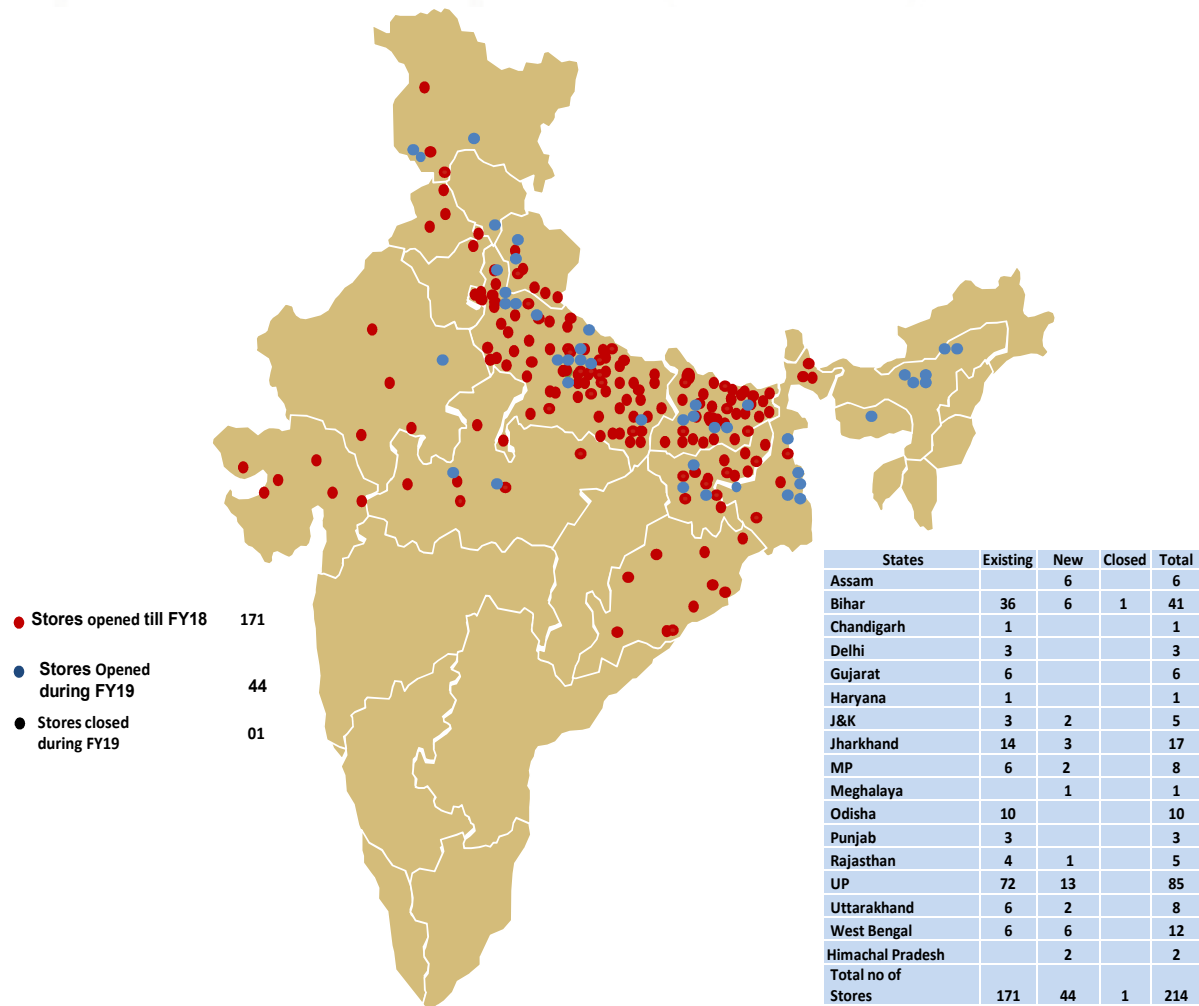 Stores opened till FY18 171
Stores Opened
during FY19 44
Stores closed
during FY19 01
States Existing New Closed Total
Assam 6 6
Bihar 36 6 1 41
Chandigarh 1 1
Delhi 3 3
Gujarat 6 6
Haryana 1 1
J&K 3 2 5
Jharkhand 14 3 17
MP 6 2 8
Meghalaya 1 1
Odisha 10 10
Punjab 3 3
Rajasthan 4 1 5
UP 72 13 85
Uttarakhand 6 2 8
West Bengal 6 6 12
Himachal Pradesh 2 2
Total no of
Stores 171 44 1 214